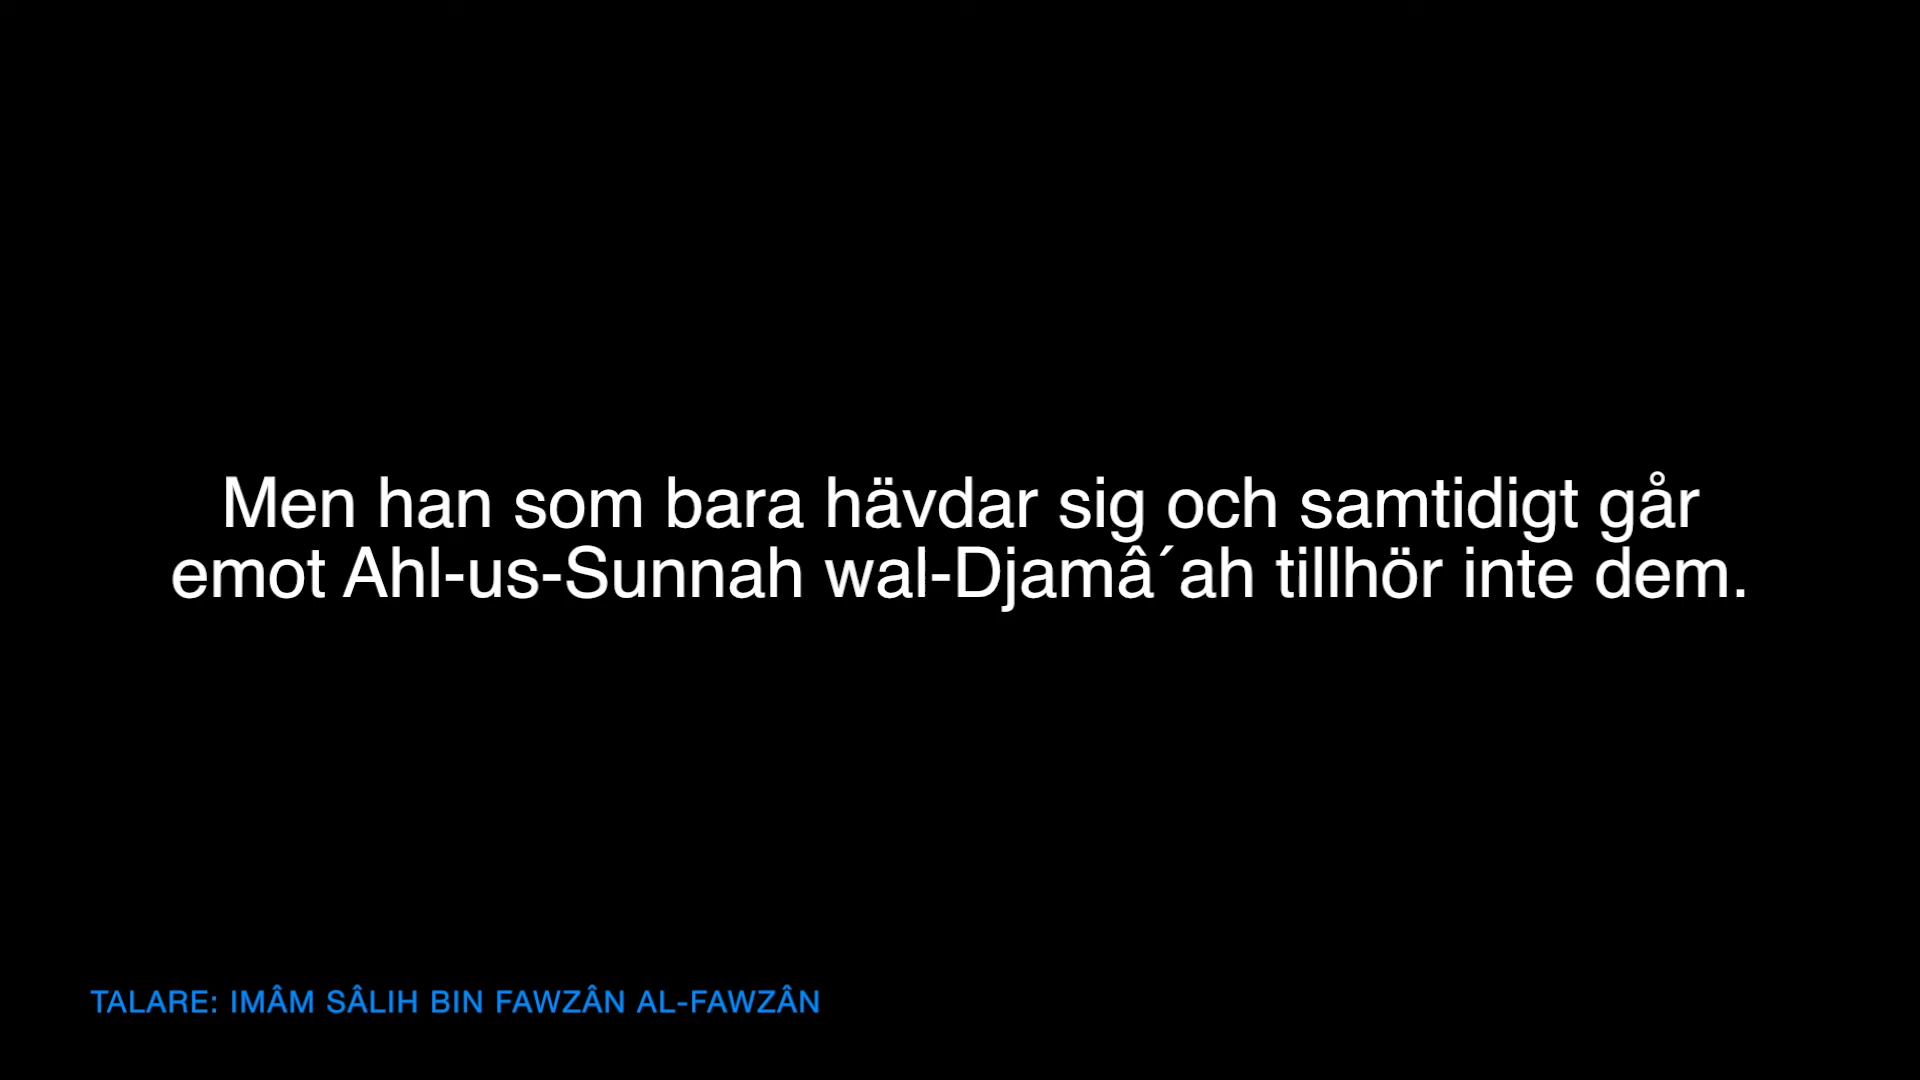 Men han som bara hävdar sig och samtidigt går
emot Ahl-us-Sunnah wal-Djamâ´ah tillhör inte dem.
TALARE: IMÂM SÂLIH BIN FAWZÂN AL-FAWZÂN